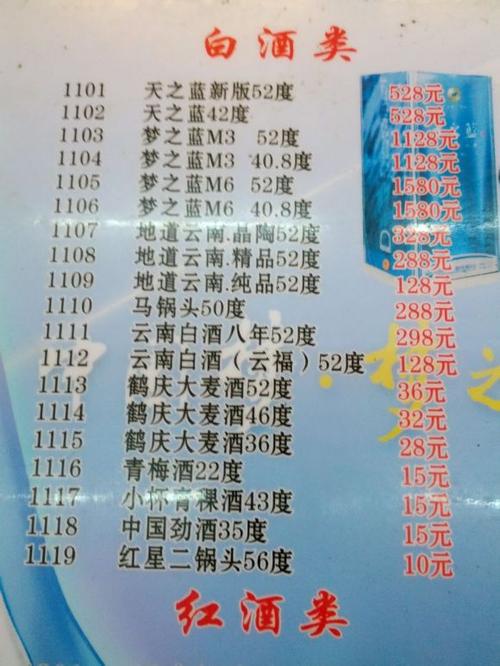 白酒类
1101 天之蓝新版52度 528元
1102 天之蓝42度 528元
1103 梦之蓝M3 52度 1128元
1104 梦之蓝M3 40.8度 1128元
1105 梦之蓝M6 52度 1580元
1106 梦之蓝M6 40.8度 1580元
1107 地道云南.晶陶52度 328元
1108 地道云南.精品52度 288元
1109 地道云南.纯品52度 128元
1110 马锅头50度 288元
1111 云南白酒八年52度 298元
1112 云南白酒（云福）52度 128元
1113 鹤庆大麦酒52度 36元
1114 鹤庆大麦酒46度 32元
1115 鹤庆大麦酒36度 28元
1116 青梅酒22度 15元
1117 小杯青稞酒43度 15元
1118 中国劲酒35度 15元
1119 红星二锅头56度 10元
红酒类